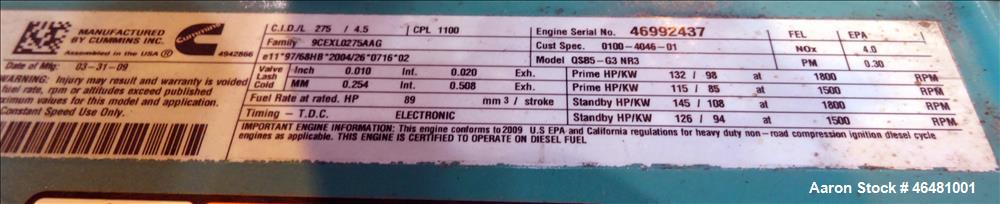 MANUFACTURED
BY CUMMINS INC.
Assembled in the USA ®
4942866
Cummins
Date of Mfg. 03-31-09
WARNING: Injury may result and warranty is voided
fuel rate, rpm or altitudes exceed published
maximum values for this model and application.
Constant Speed Use Only.
C.I.D./L 275 / 4.5 CPL 1100
Family 9CEXL0275AAG
e11*97/68HB*2004/26*0716*02
Valve Lash Cold Inch 0.010 Int. 0.020 Exh.
MM 0.254 Int. 0.508 Exh.
Fuel Rate at rated. HP 89 mm³ / stroke
Timing - T.D.C. ELECTRONIC
Engine Serial No. 46992437
Cust Spec. 0100-4046-01
Model QSB5-G3 NR3
FEL EPA
NOx 4.0
PM 0.30
Prime HP/KW 132 / 98 at 1800 RPM
Prime HP/KW 115 / 85 at 1500 RPM
Standby HP/KW 145 / 108 at 1800 RPM
Standby HP/KW 126 / 94 at 1500 RPM
IMPORTANT ENGINE INFORMATION: This engine conforms to 2009 U.S EPA and California regulations for heavy duty non-road compression ignition diesel cycle
engines as applicable. THIS ENGINE IS CERTIFIED TO OPERATE ON DIESEL FUEL
Aaron Stock # 46481001